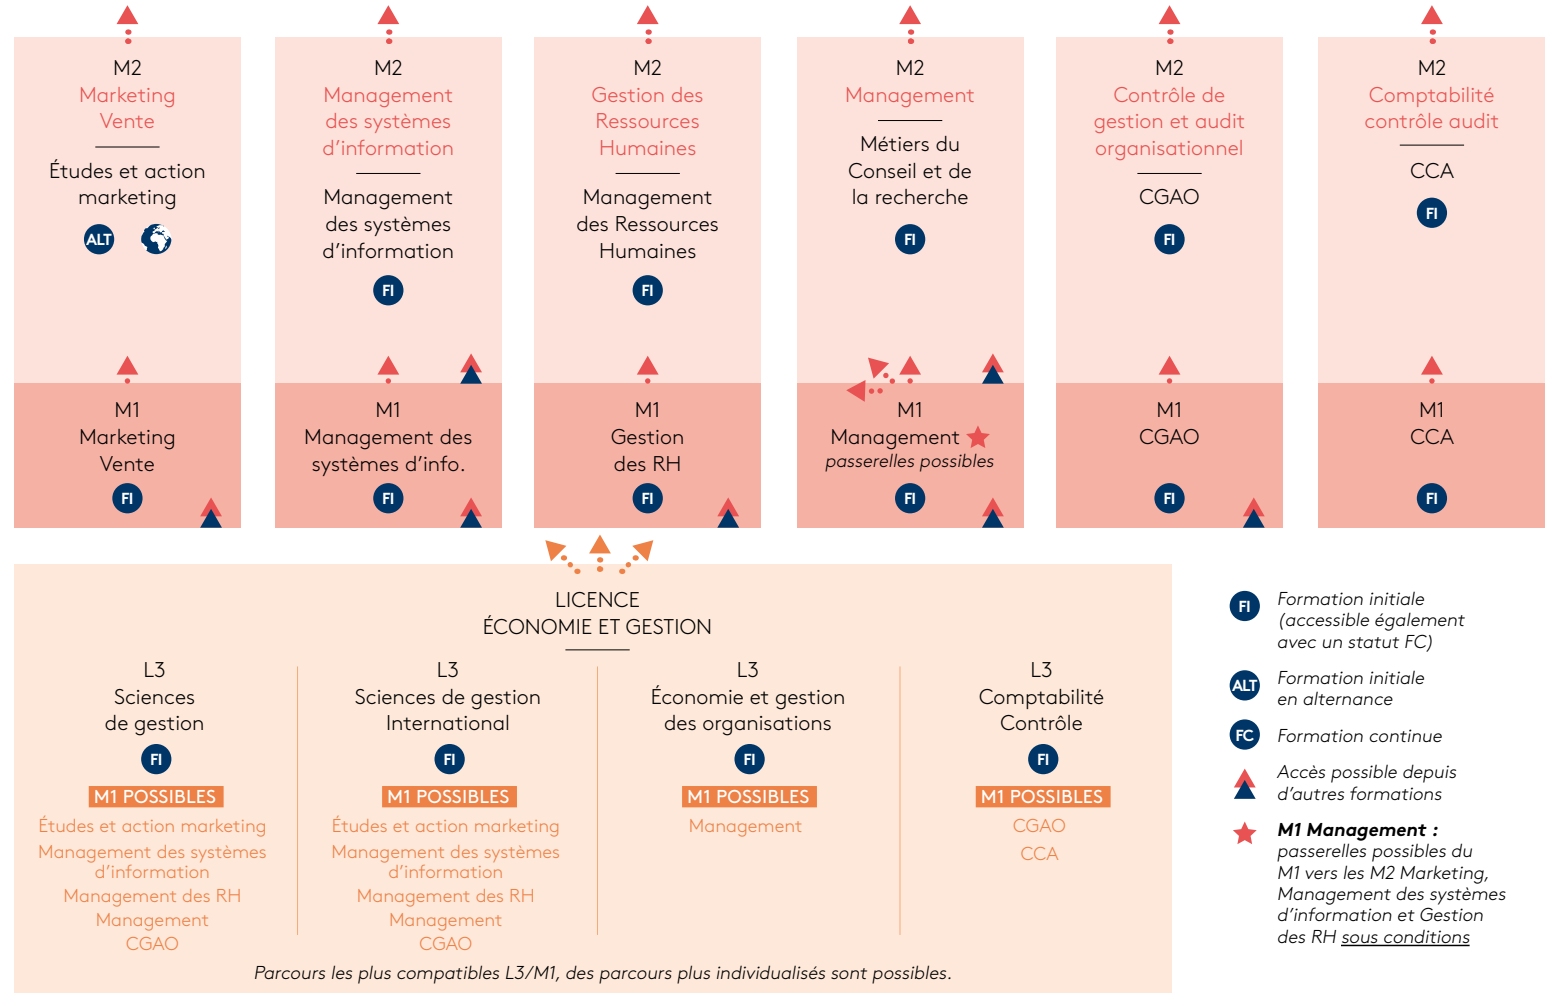 M2
Marketing
Vente
Études et action
marketing
ALT
M2
Management
des systèmes
d'information
Management
des systèmes
d'information
FI
M2
Gestion des
Ressources
Humaines
Management
des Ressources
Humaines
FI
M2
Management
Métiers du
Conseil et de
la recherche
FI
M2
Contrôle de
gestion et audit
organisationnel
CGAO
FI
M2
Comptabilité
contrôle audit
CCA
FI
M1
Marketing
Vente
FI
M1
Management des
systèmes d'info.
FI
M1
Gestion
des RH
FI
M1
Management
passerelles possibles
FI
M1
CGAO
FI
M1
CCA
FI
LICENCE
ÉCONOMIE ET GESTION
L3
Sciences
de gestion
FI
M1 POSSIBLES
Études et action marketing
Management des systèmes
d'information
Management des RH
Management
CGAO
L3
Sciences de gestion
International
FI
M1 POSSIBLES
Études et action marketing
Management des systèmes
d'information
Management des RH
Management
CGAO
L3
Économie et gestion
des organisations
FI
M1 POSSIBLES
Management
L3
Comptabilité
Contrôle
FI
M1 POSSIBLES
CGAO
CCA
Parcours les plus compatibles L3/M1, des parcours plus individualisés sont possibles.
FI
Formation initiale
(accessible également
avec un statut FC)
ALT
Formation initiale
en alternance
FC
Formation continue
Accès possible depuis
d'autres formations
M1 Management :
passerelles possibles du
M1 vers les M2 Marketing,
Management des systèmes
d'information et Gestion
des RH sous conditions